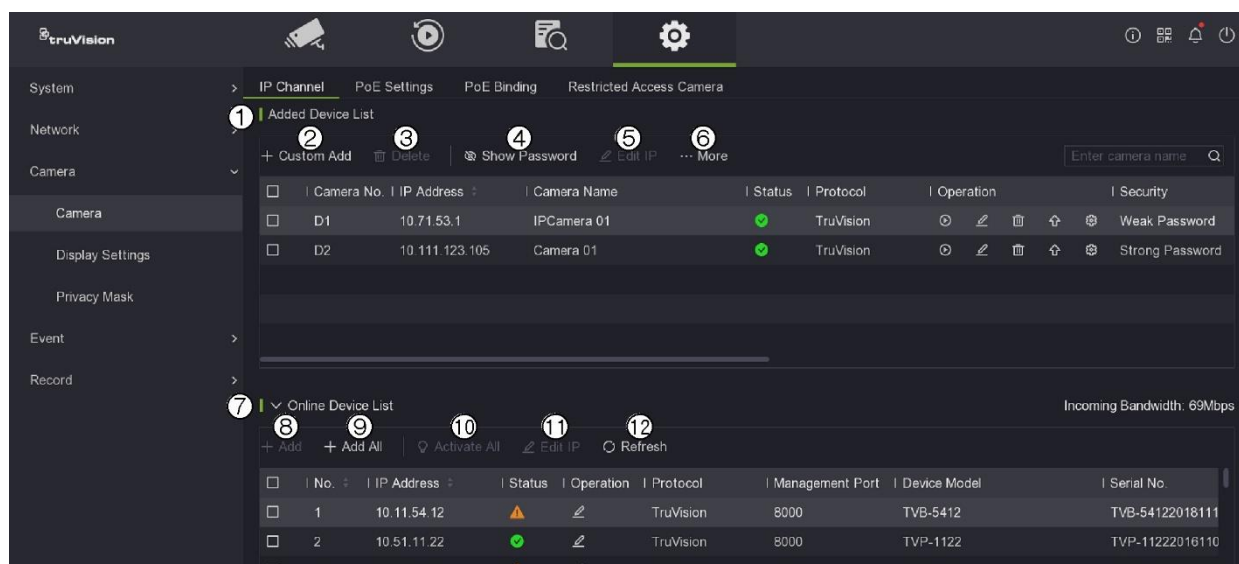 truVision
System
Network
Camera
Camera
Display Settings
Privacy Mask
Event
Record
IP Channel PoE Settings PoE Binding Restricted Access Camera
1 Added Device List
2 3 4 5 6
+ Custom Add Delete Show Password Edit IP ... More Enter camera name
Camera No. IP Address Camera Name Status Protocol Operation Security
D1 10.71.53.1 IPCamera 01 TruVision Weak Password
D2 10.111.123.105 Camera 01 TruVision Strong Password
7 Online Device List Incoming Bandwidth: 69Mbps
8 9 10 11 12
+ Add + Add All Activate All Edit IP Refresh
No. IP Address Status Operation Protocol Management Port Device Model Serial No.
1 10.11.54.12 TruVision 8000 TVB-5412 TVB-54122018111
2 10.51.11.22 TruVision 8000 TVP-1122 TVP-11222016110